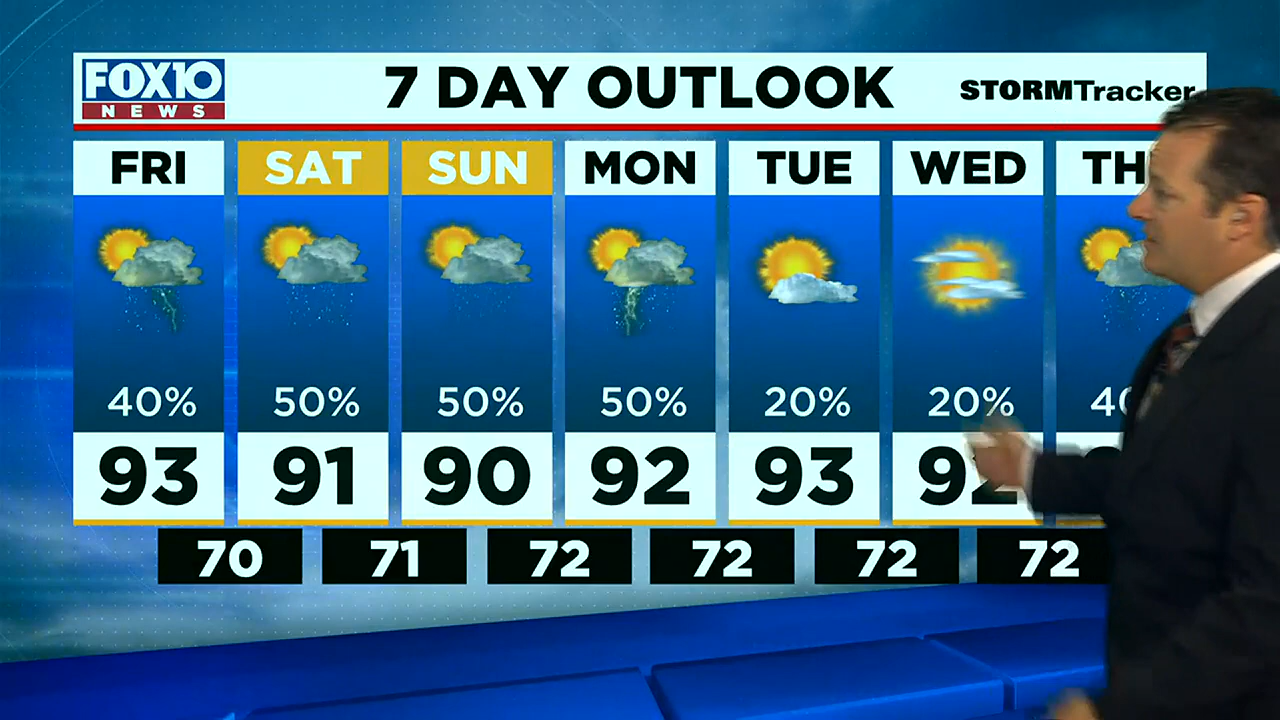 FOX10
NEWS
7 DAY OUTLOOK
STORMTracker
FRI SAT SUN MON TUE WED
40% 50% 50% 50% 20% 20%
93 91 90 92 93 92
70 71 72 72 72 72